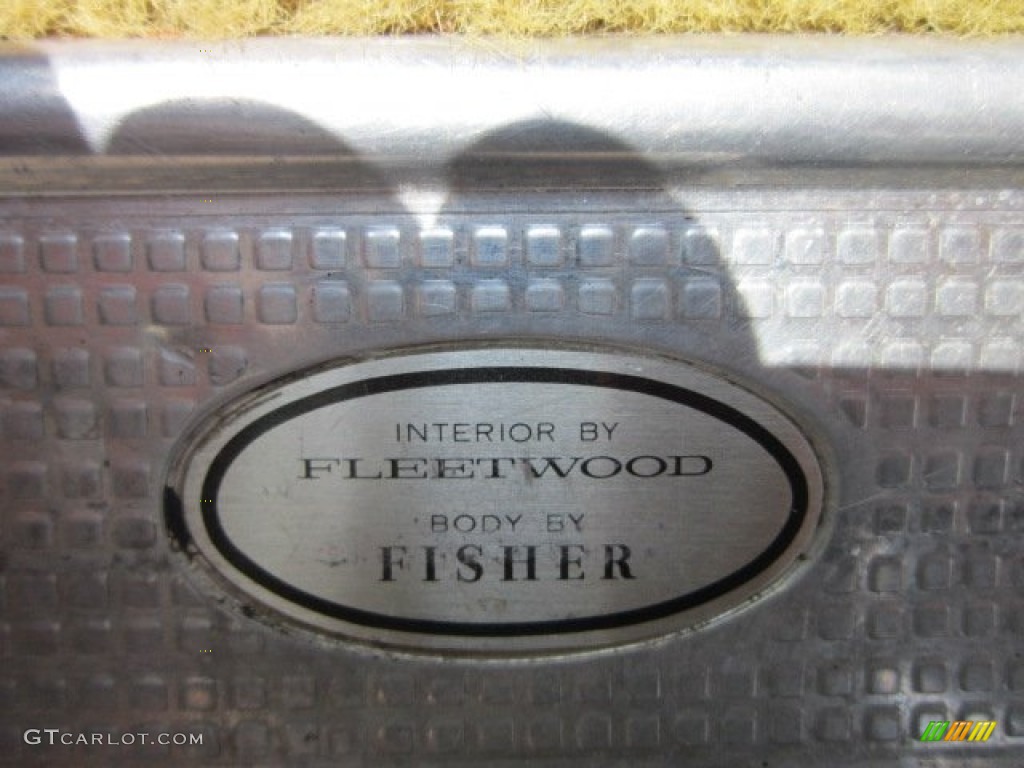 INTERIOR BY
FLEETWOOD
BODY BY
FISHER
GTCARLOT.COM